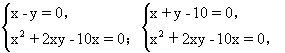 x - y = 0,    x + y - 10 = 0,
x² + 2xy - 10x = 0;    x² + 2xy - 10x = 0,